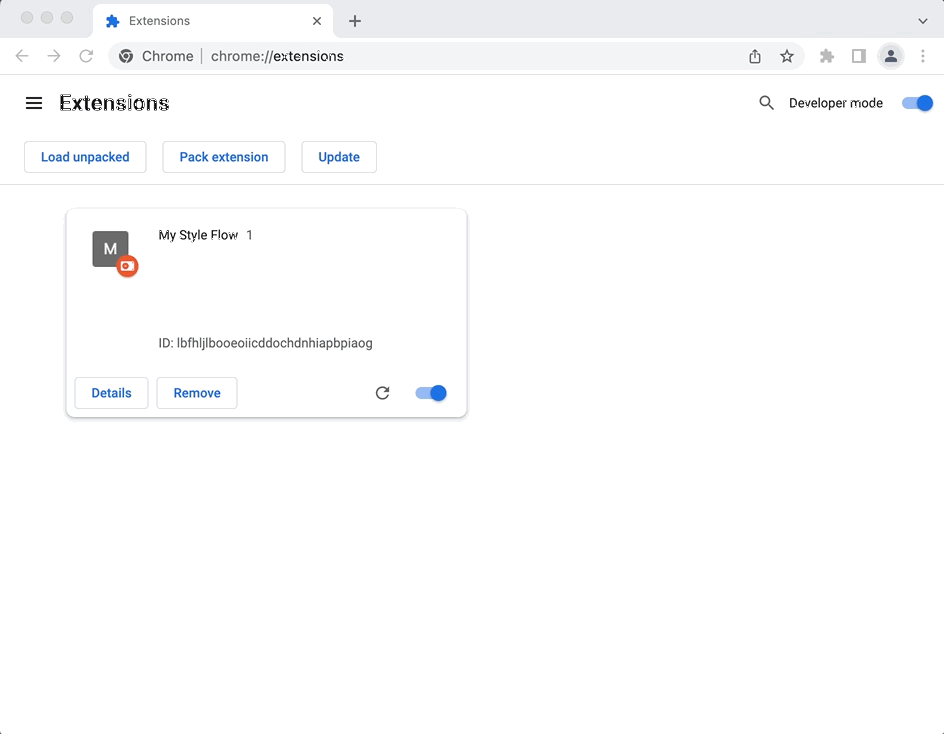 Extensions
Chrome | chrome://extensions
Extensions
Developer mode
Load unpacked
Pack extension
Update
M
My Style Flow 1
ID: lbfhljlbooeoiicddochdnhiapbpiaog
Details
Remove